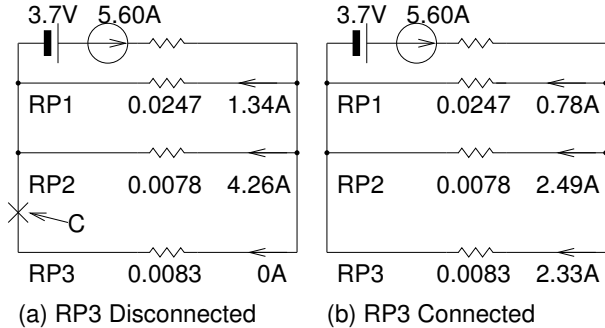 3.7V 5.60A
RP1 0.0247 1.34A
RP2 0.0078 4.26A
C
RP3 0.0083 0A
(a) RP3 Disconnected
3.7V 5.60A
RP1 0.0247 0.78A
RP2 0.0078 2.49A
RP3 0.0083 2.33A
(b) RP3 Connected